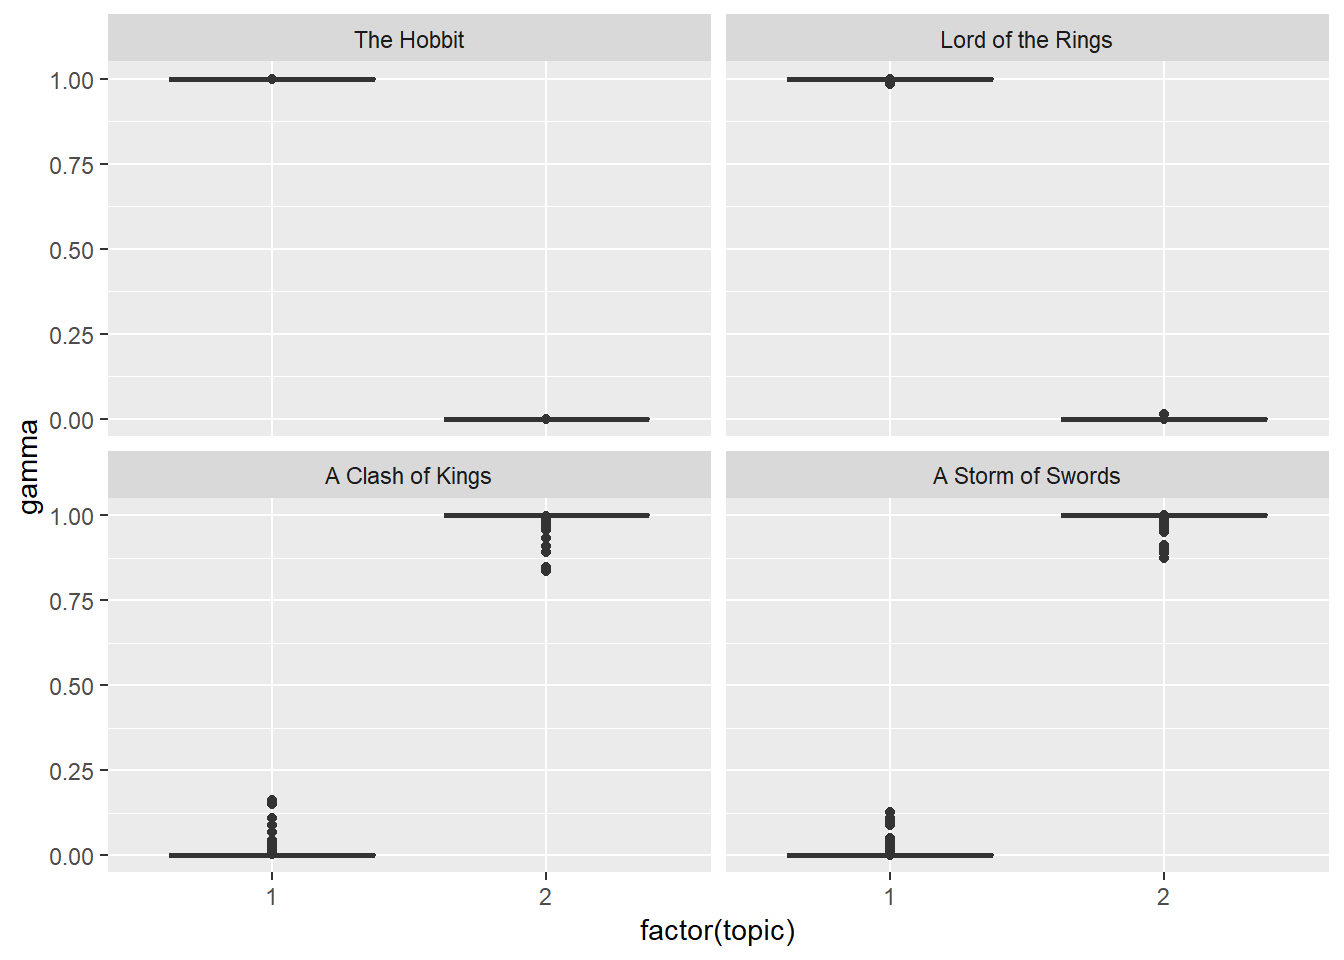 The Hobbit
Lord of the Rings
1.00
0.75
0.50
0.25
0.00
gamma
A Clash of Kings
A Storm of Swords
1.00
0.75
0.50
0.25
0.00
1
2
1
2
factor(topic)